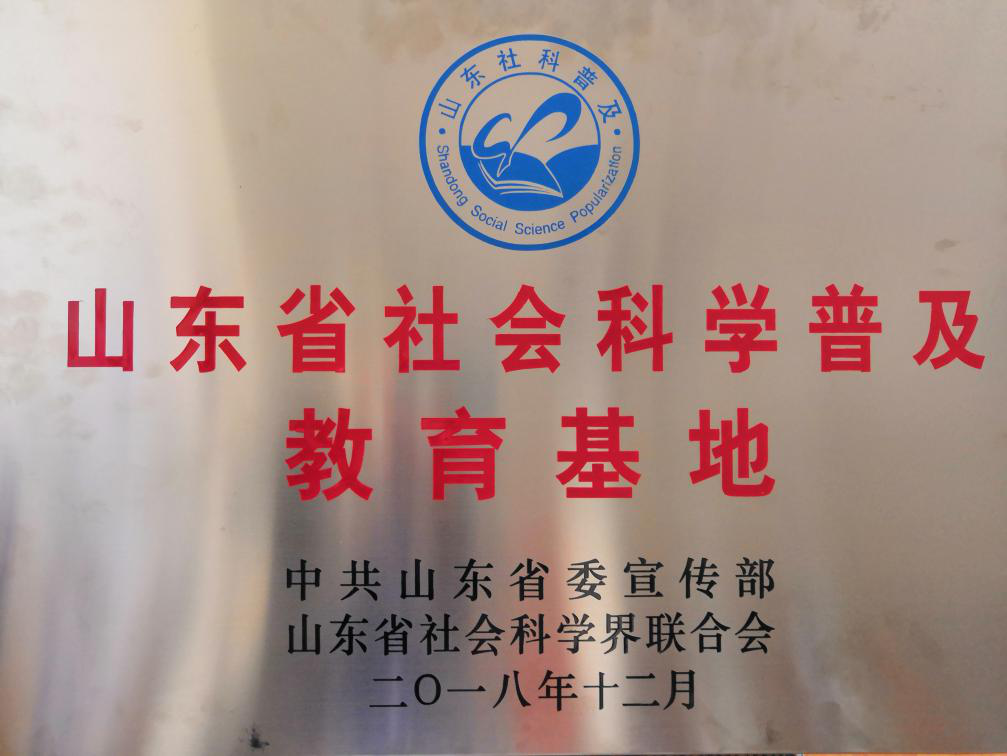 山东社科普及
Shandong Social Science Popularization
山东省社会科学普及
教育基地
中共山东省委宣传部
山东省社会科学界联合会
二〇一八年十二月